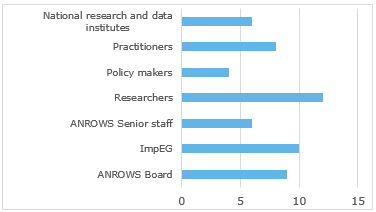 National research and data
institutes
Practitioners
Policy makers
Researchers
ANROWS Senior staff
ImpEG
ANROWS Board
0 5 10 15